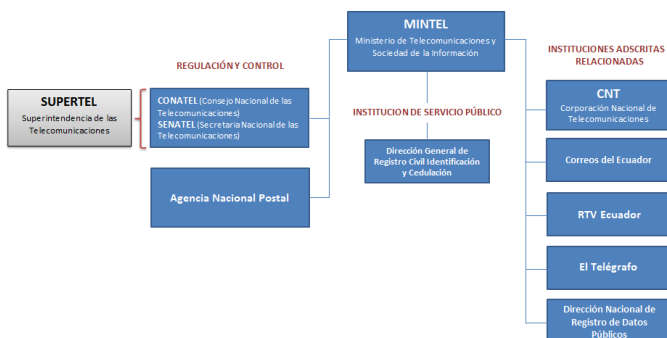 MINTEL
Ministerio de Telecomunicaciones y
Sociedad de la Información
REGULACIÓN Y CONTROL
SUPERTEL
Superintendencia de las
Telecomunicaciones
CONATEL (Consejo Nacional de las
Telecomunicaciones)
SENATEL (Secretaria Nacional de las
Telecomunicaciones)
Agencia Nacional Postal
INSTITUCION DE SERVICIO PÚBLICO
Dirección General de
Registro Civil Identificación
y Cedulación
INSTITUCIONES ADSCRITAS
RELACIONADAS
CNT
Corporación Nacional de
Telecomunicaciones
Correos del Ecuador
RTV Ecuador
El Telégrafo
Dirección Nacional de
Registro de Datos
Públicos